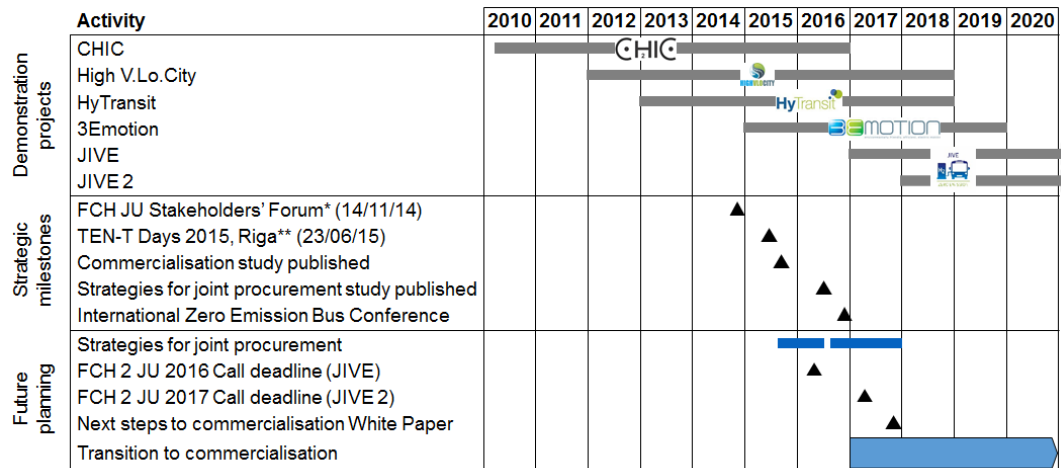 Activity 2010 2011 2012 2013 2014 2015 2016 2017 2018 2019 2020
Demonstration projects
CHIC CHIC
High V.Lo.City HIGHVLOCITY
HyTransit HyTransit
3Emotion 3EMOTION
JIVE JIVE
JIVE 2
Strategic milestones
FCH JU Stakeholders' Forum* (14/11/14)
TEN-T Days 2015, Riga** (23/06/15)
Commercialisation study published
Strategies for joint procurement study published
International Zero Emission Bus Conference
Future planning
Strategies for joint procurement
FCH 2 JU 2016 Call deadline (JIVE)
FCH 2 JU 2017 Call deadline (JIVE 2)
Next steps to commercialisation White Paper
Transition to commercialisation